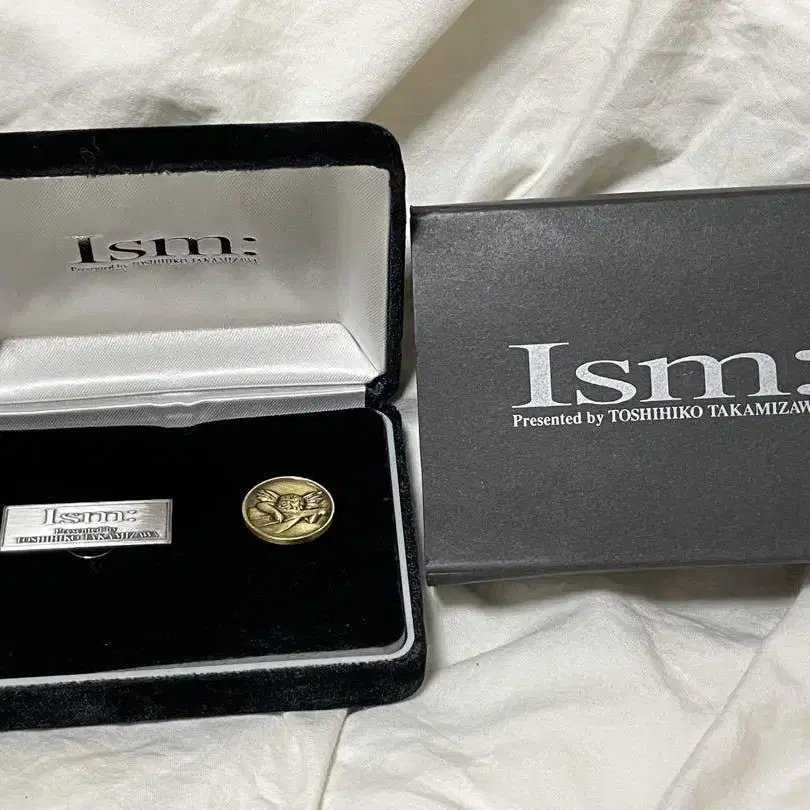 Ism:
Presented by TOSHIHIKO TAKAMIZAWA
Ism:
Presented by TOSHIHIKO TAKAMIZAWA
Ism:
Presented by
TOSHIHIKO TAKAMIZAWA